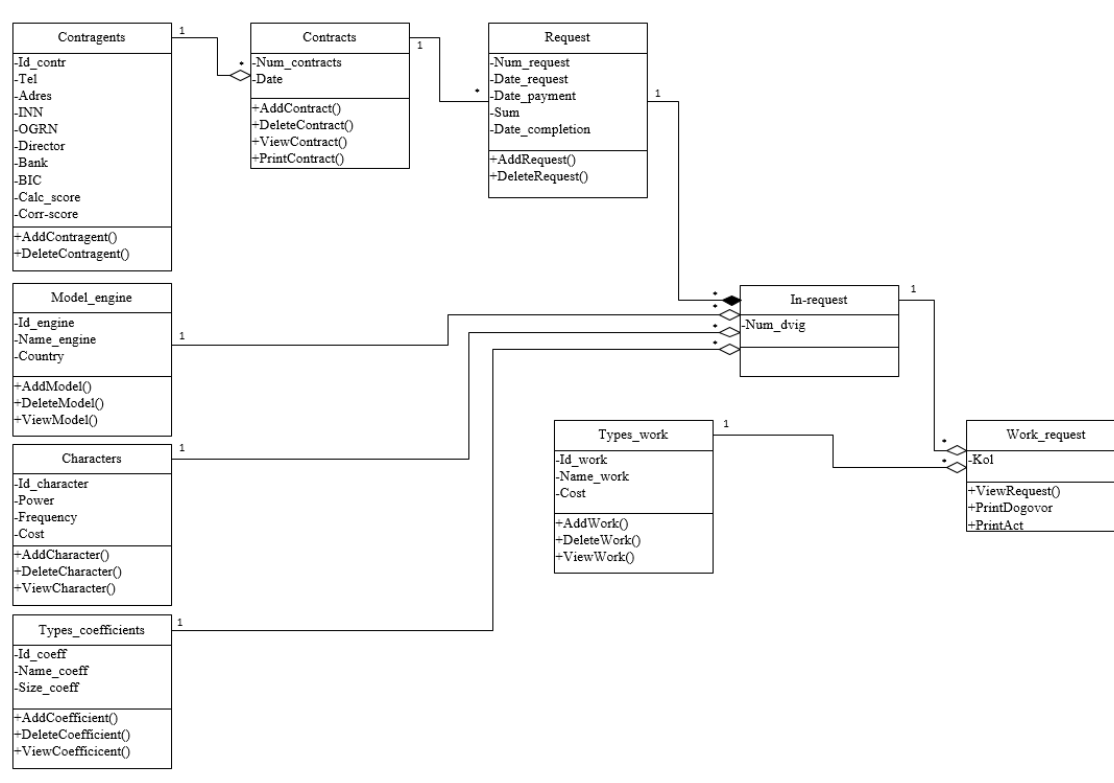 Contragents
-Id_contr
-Tel
-Adres
-INN
-OGRN
-Director
-Bank
-BIC
-Calc_score
-Corr-score
+AddContragent()
+DeleteContragent()
1
*
Contracts
-Num_contracts
-Date
+AddContract()
+DeleteContract()
+ViewContract()
+PrintContract()
1
*
Request
-Num_request
-Date_request
-Date_payment
-Sum
-Date_completion
+AddRequest()
+DeleteRequest()
1
*
Model_engine
-Id_engine
-Name_engine
-Country
+AddModel()
+DeleteModel()
+ViewModel()
1
*
Characters
-Id_character
-Power
-Frequency
-Cost
+AddCharacter()
+DeleteCharacter()
+ViewCharacter()
1
*
Types_coefficients
-Id_coeff
-Name_coeff
-Size_coeff
+AddCoefficient()
+DeleteCoefficient()
+ViewCoefficicent()
1
*
In-request
-Num_dvig
1
*
Types_work
-Id_work
-Name_work
-Cost
+AddWork()
+DeleteWork()
+ViewWork()
1
*
Work_request
-Kol
+ViewRequest()
+PrintDogovor
+PrintAct